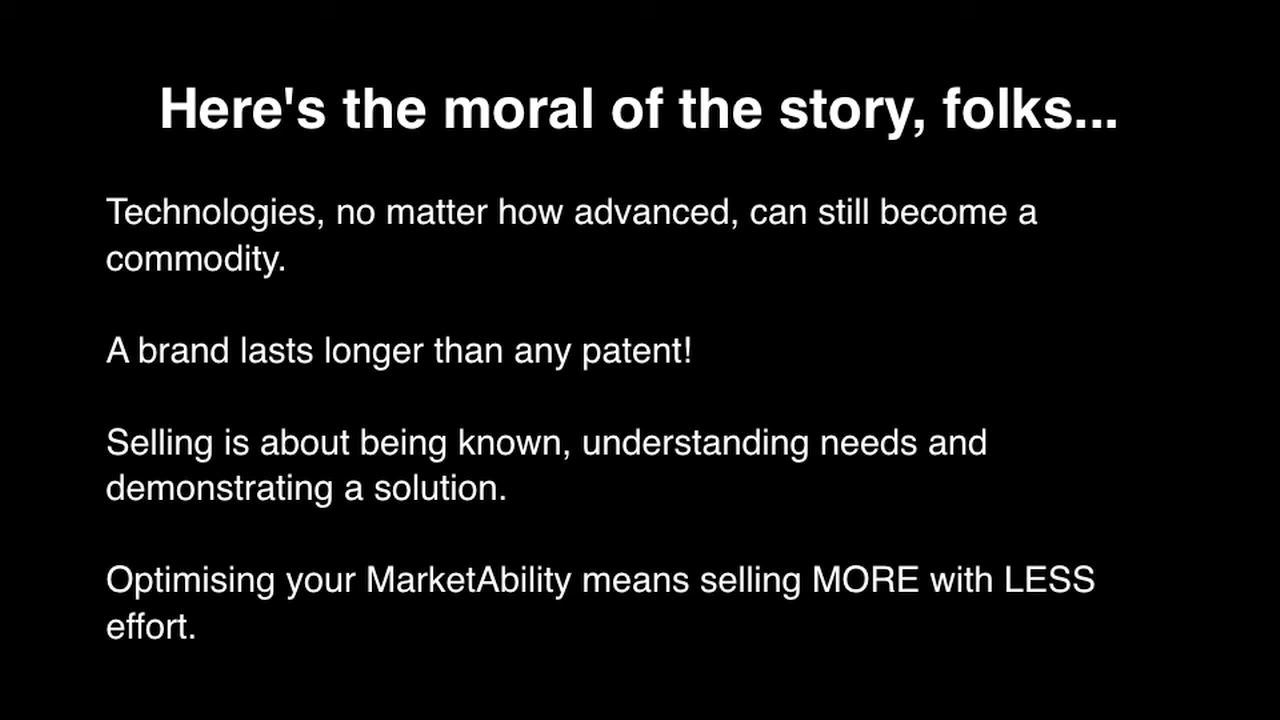 Here's the moral of the story, folks...
Technologies, no matter how advanced, can still become a
commodity.
A brand lasts longer than any patent!
Selling is about being known, understanding needs and
demonstrating a solution.
Optimising your MarketAbility means selling MORE with LESS
effort.